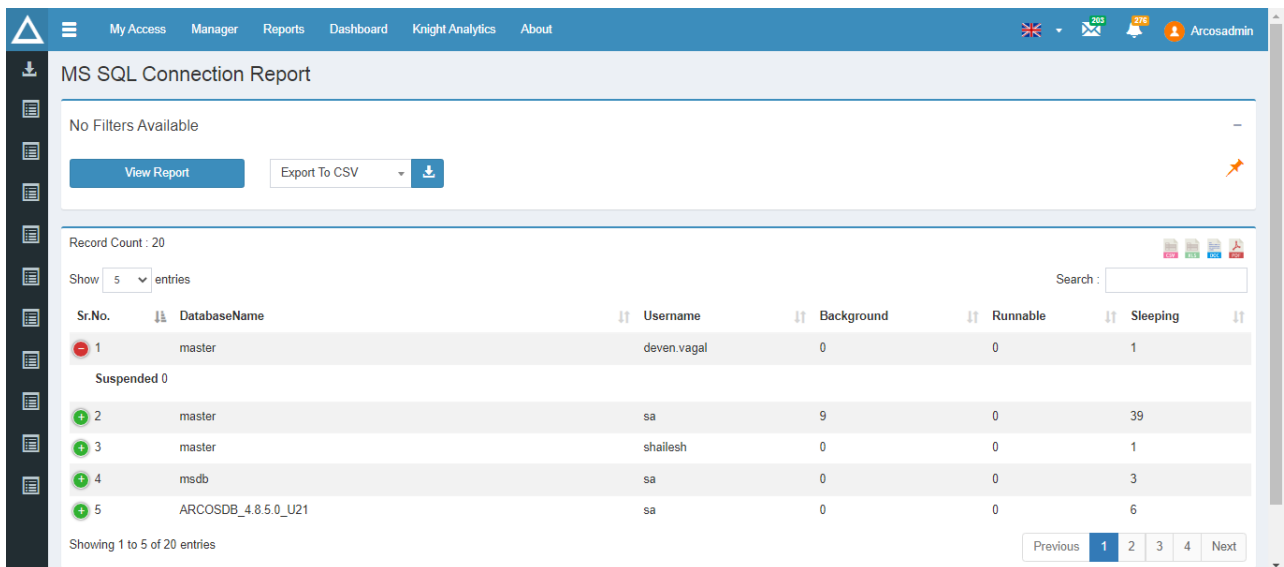 My Access Manager Reports Dashboard Knight Analytics About 203 276 Arcosadmin
MS SQL Connection Report
No Filters Available
View Report Export To CSV
Record Count : 20
CSV XLS DOC PDF
Show 5 entries Search :
Sr.No. DatabaseName Username Background Runnable Sleeping
1 master deven.vagal 0 0 1
Suspended 0
2 master sa 9 0 39
3 master shailesh 0 0 1
4 msdb sa 0 0 3
5 ARCOSDB_4.8.5.0_U21 sa 0 0 6
Showing 1 to 5 of 20 entries Previous 1 2 3 4 Next